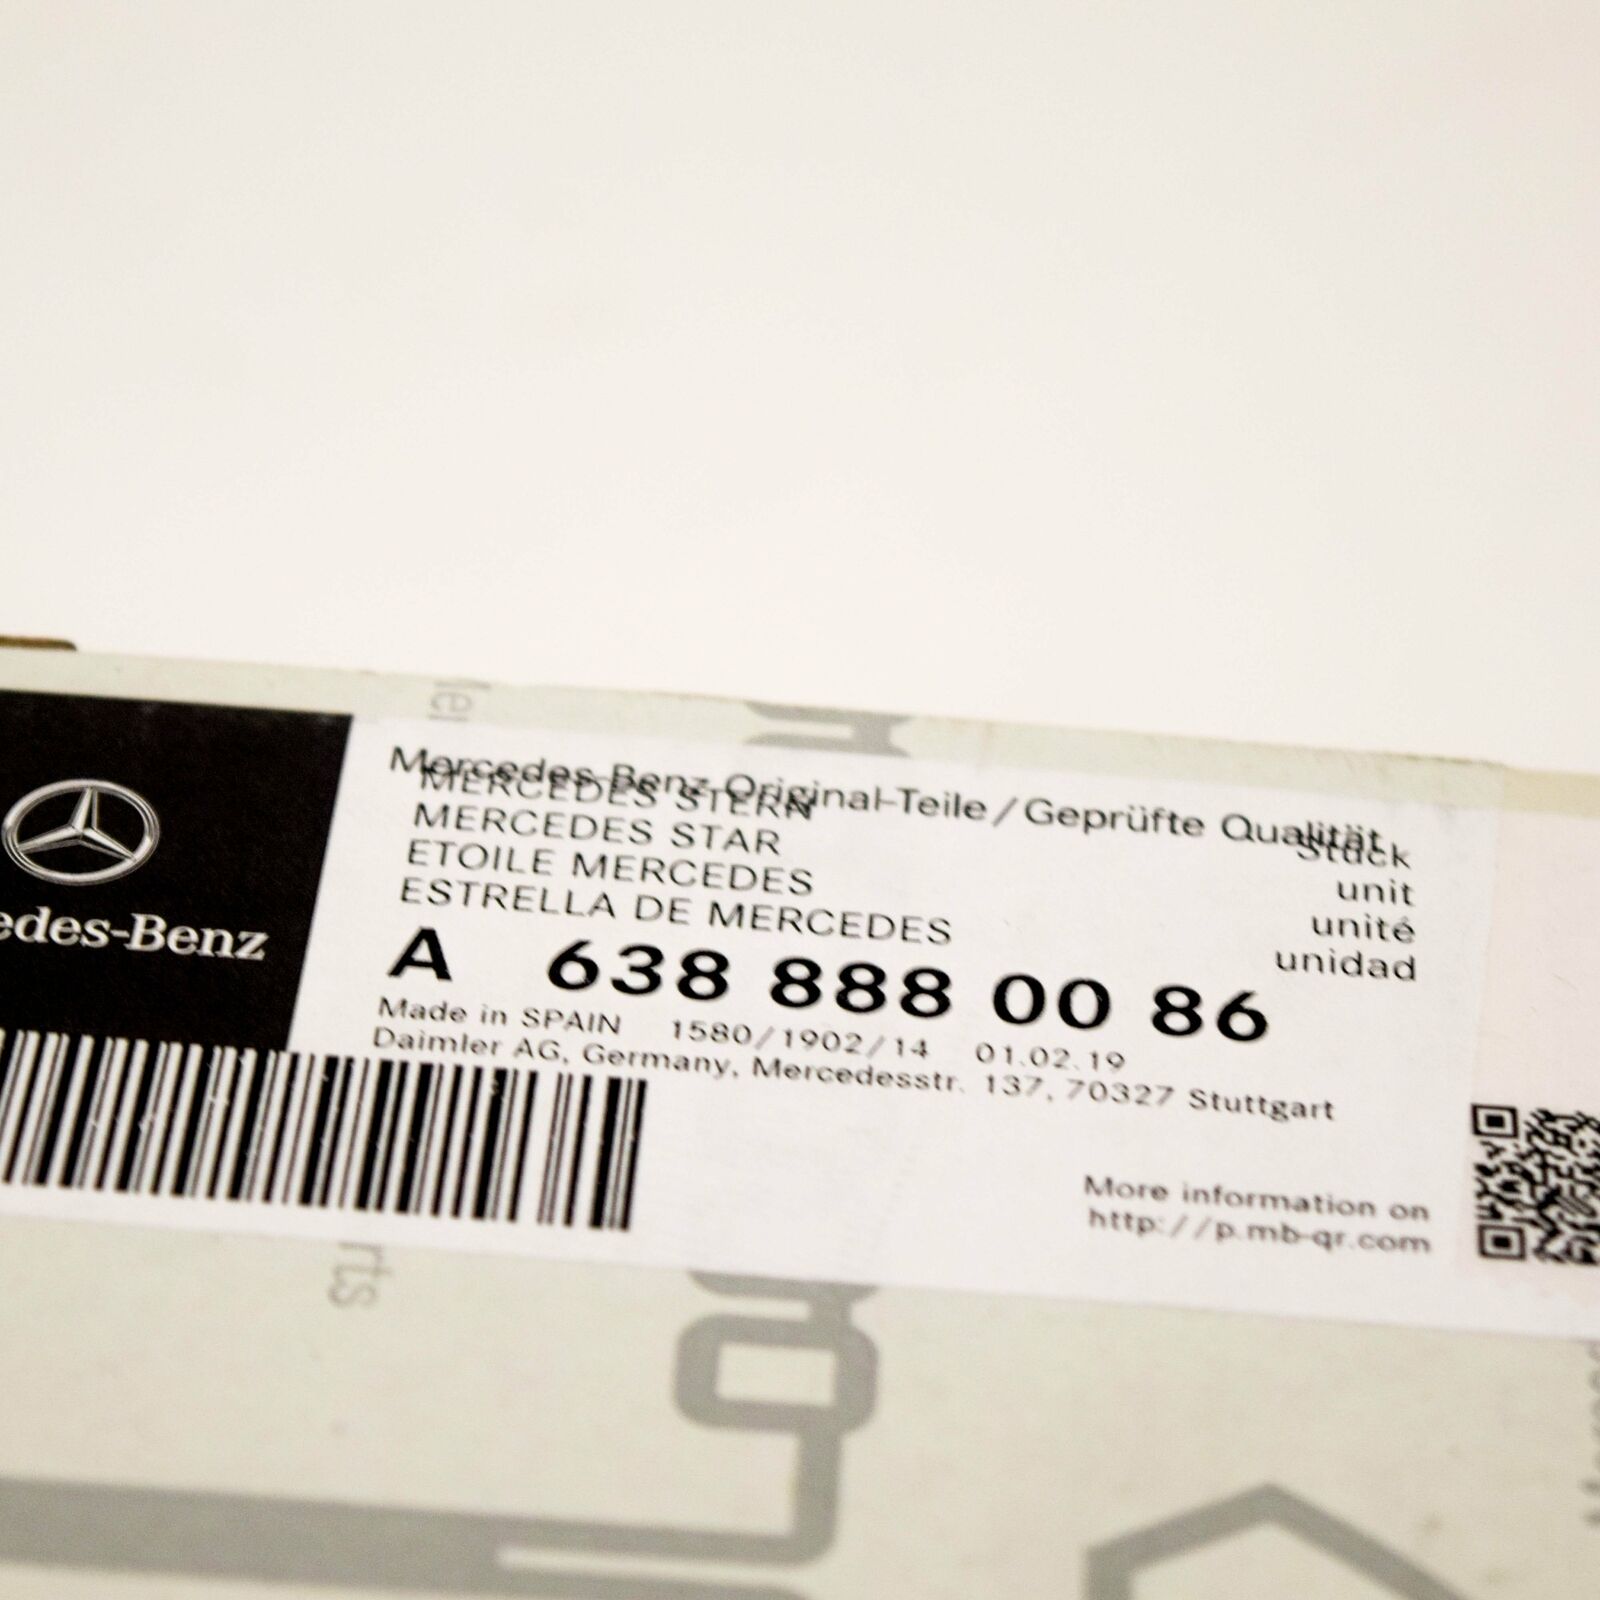 edes-Benz
Mercedes-Benz Original-Teile / Geprüfte Qualität
MERCEDES STERN
MERCEDES STAR
ETOILE MERCEDES
ESTRELLA DE MERCEDES
Stück
unit
unité
unidad
A 638 888 00 86
Made in SPAIN 1580/1902/14 01.02.19
Daimler AG, Germany, Mercedesstr. 137, 70327 Stuttgart
More information on
http://p.mb-qr.com
rts